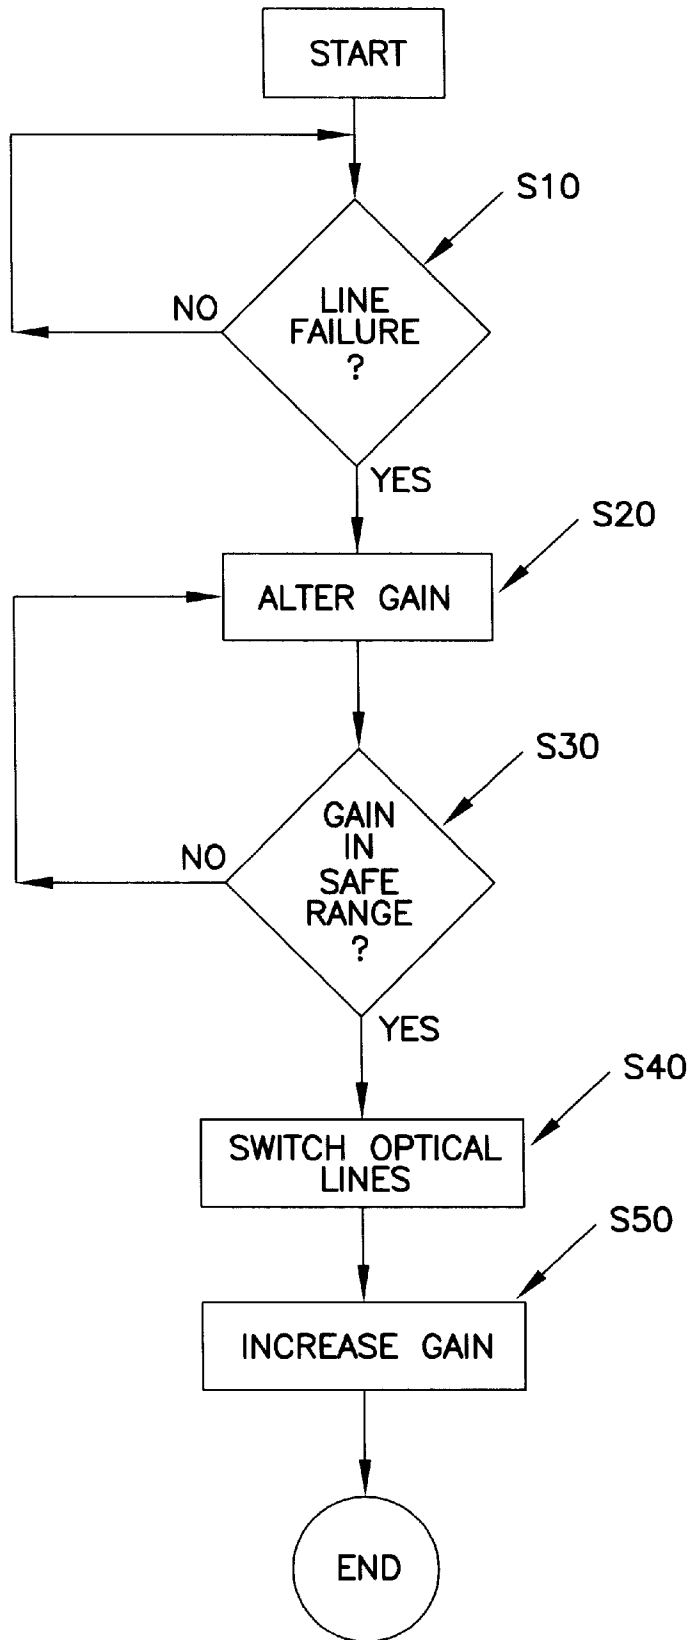 START
S10
NO
LINE
FAILURE
?
YES
S20
ALTER GAIN
S30
NO
GAIN
IN
SAFE
RANGE
?
YES
S40
SWITCH OPTICAL
LINES
S50
INCREASE GAIN
END